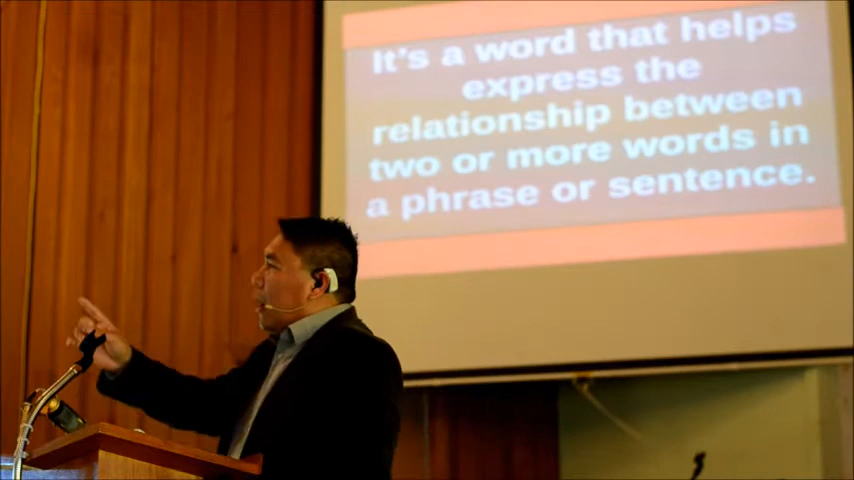 It's a word that helps
express the
relationship between
two or more words in
a phrase or sentence.